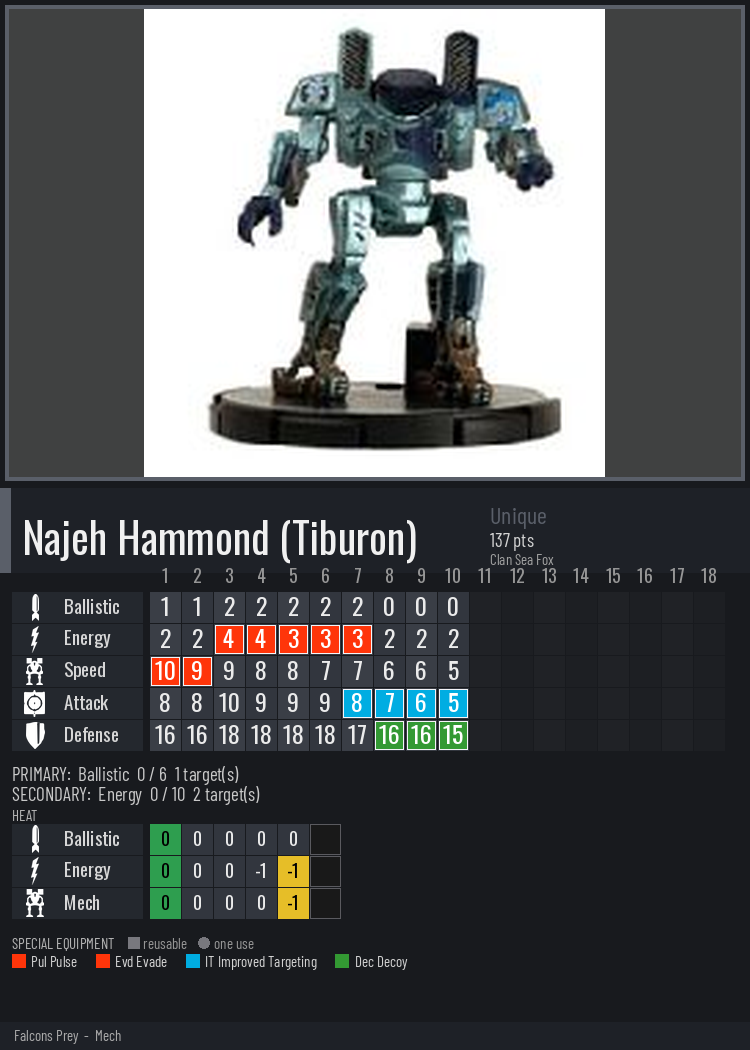 Najeh Hammond (Tiburon)
Unique
137 pts
Clan Sea Fox
1 2 3 4 5 6 7 8 9 10 11 12 13 14 15 16 17 18
Ballistic 1 1 2 2 2 2 2 0 0 0
Energy 2 2 4 4 3 3 3 2 2 2
Speed 10 9 9 8 8 7 7 6 6 5
Attack 8 8 10 9 9 9 8 7 6 5
Defense 16 16 18 18 18 18 17 16 16 15
PRIMARY: Ballistic 0 / 6 1 target(s)
SECONDARY: Energy 0 / 10 2 target(s)
HEAT
Ballistic 0 0 0 0 0
Energy 0 0 0 -1 -1
Mech 0 0 0 0 -1
SPECIAL EQUIPMENT reusable one use
Pul Pulse Evd Evade IT Improved Targeting Dec Decoy
Falcons Prey - Mech